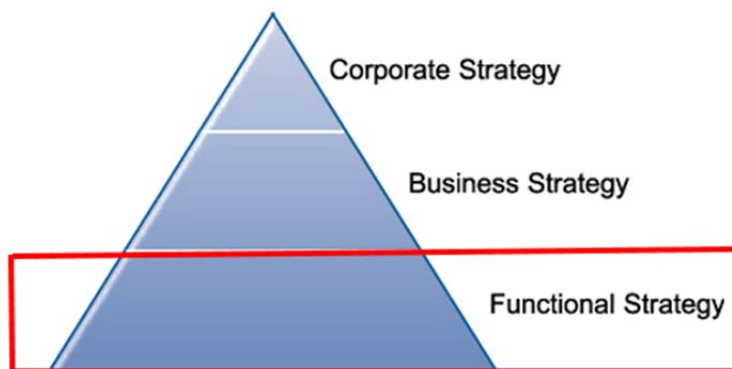 Corporate Strategy
Business Strategy
Functional Strategy